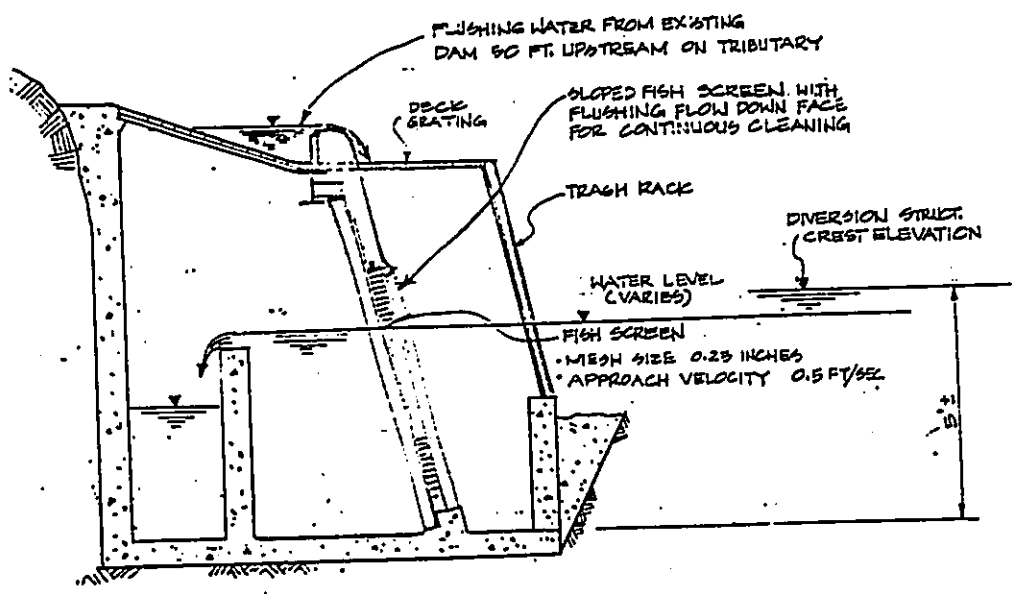 FLUSHING WATER FROM EXISTING
DAM 50 FT. UPSTREAM ON TRIBUTARY
SLOPED FISH SCREEN WITH
FLUSHING FLOW DOWN FACE
FOR CONTINUOUS CLEANING
DECK
GRATING
TRASH RACK
DIVERSION STRUCT.
CREST ELEVATION
WATER LEVEL
(VARIES)
FISH SCREEN
• MESH SIZE 0.25 INCHES
• APPROACH VELOCITY 0.5 FT/SEC